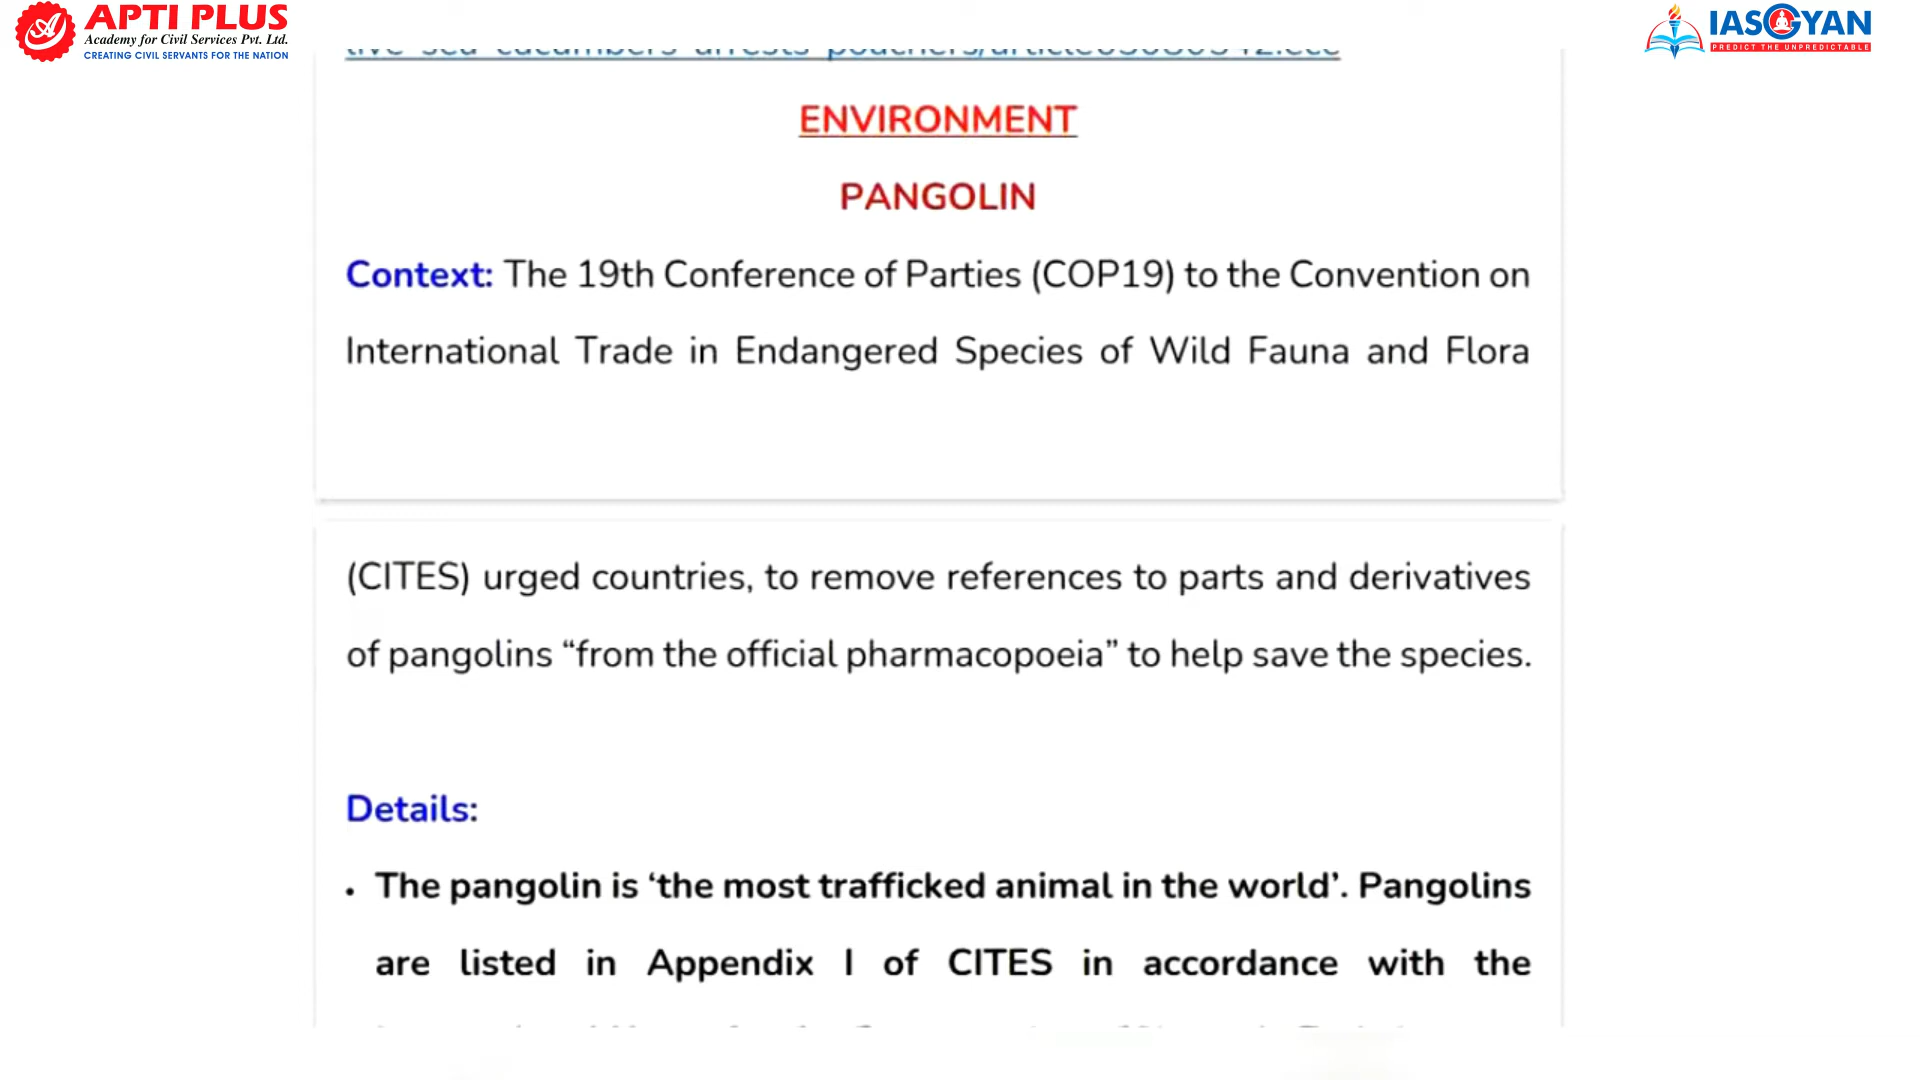 APTI PLUS
Academy for Civil Services Pvt. Ltd.
CREATING CIVIL SERVANTS FOR THE NATION
IASGYAN
PREDICT THE UNPREDICTABLE
ENVIRONMENT
PANGOLIN
Context: The 19th Conference of Parties (COP19) to the Convention on
International Trade in Endangered Species of Wild Fauna and Flora
(CITES) urged countries, to remove references to parts and derivatives
of pangolins “from the official pharmacopoeia” to help save the species.
Details:
• The pangolin is ‘the most trafficked animal in the world’. Pangolins
are listed in Appendix I of CITES in accordance with the